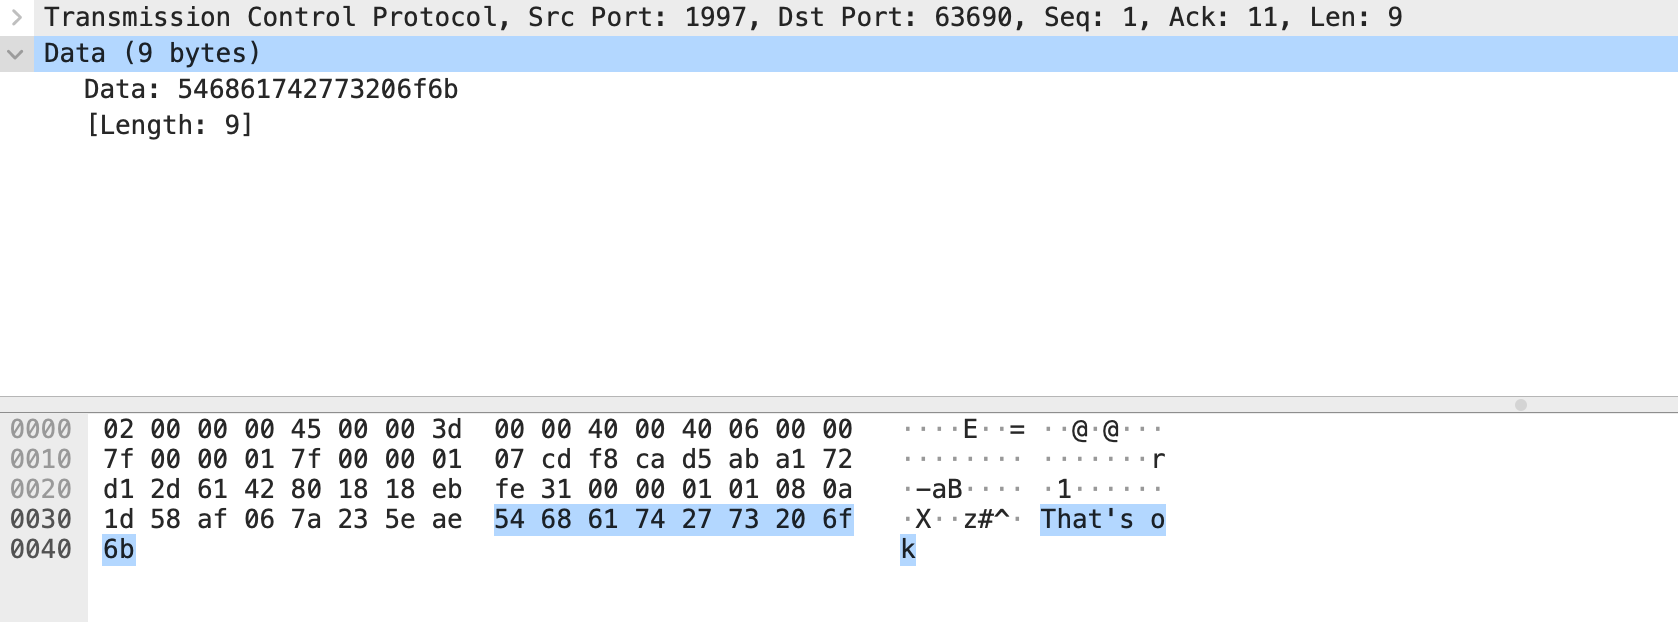 Transmission Control Protocol, Src Port: 1997, Dst Port: 63690, Seq: 1, Ack: 11, Len: 9
Data (9 bytes)
Data: 546861742773206f6b
[Length: 9]
0000 02 00 00 00 45 00 00 3d 00 00 40 00 40 06 00 00 ····E··= ··@·@···
0010 7f 00 00 01 7f 00 00 01 07 cd f8 ca d5 ab a1 72 ········ ·······r
0020 d1 2d 61 42 80 18 18 eb fe 31 00 00 01 01 08 0a ·-aB···· ·1······
0030 1d 58 af 06 7a 23 5e ae 54 68 61 74 27 73 20 6f ·X··z#^· That's o
0040 6b k